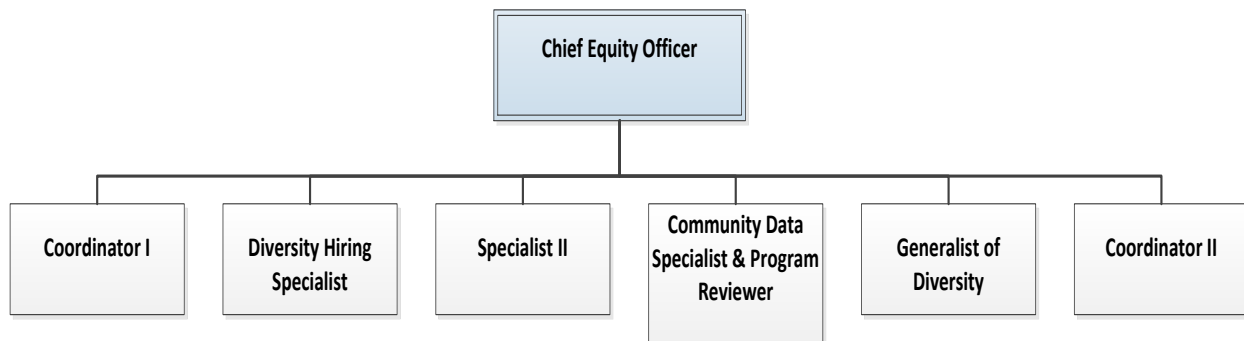 Chief Equity Officer
Coordinator I
Diversity Hiring
Specialist
Specialist II
Community Data
Specialist & Program
Reviewer
Generalist of
Diversity
Coordinator II